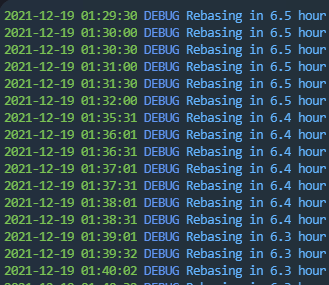 2021-12-19 01:29:30 DEBUG Rebasing in 6.5 hour
2021-12-19 01:30:00 DEBUG Rebasing in 6.5 hour
2021-12-19 01:30:30 DEBUG Rebasing in 6.5 hour
2021-12-19 01:31:00 DEBUG Rebasing in 6.5 hour
2021-12-19 01:31:30 DEBUG Rebasing in 6.5 hour
2021-12-19 01:32:00 DEBUG Rebasing in 6.5 hour
2021-12-19 01:35:31 DEBUG Rebasing in 6.4 hour
2021-12-19 01:36:01 DEBUG Rebasing in 6.4 hour
2021-12-19 01:36:31 DEBUG Rebasing in 6.4 hour
2021-12-19 01:37:01 DEBUG Rebasing in 6.4 hour
2021-12-19 01:37:31 DEBUG Rebasing in 6.4 hour
2021-12-19 01:38:01 DEBUG Rebasing in 6.4 hour
2021-12-19 01:38:31 DEBUG Rebasing in 6.4 hour
2021-12-19 01:39:01 DEBUG Rebasing in 6.3 hour
2021-12-19 01:39:32 DEBUG Rebasing in 6.3 hour
2021-12-19 01:40:02 DEBUG Rebasing in 6.3 hour